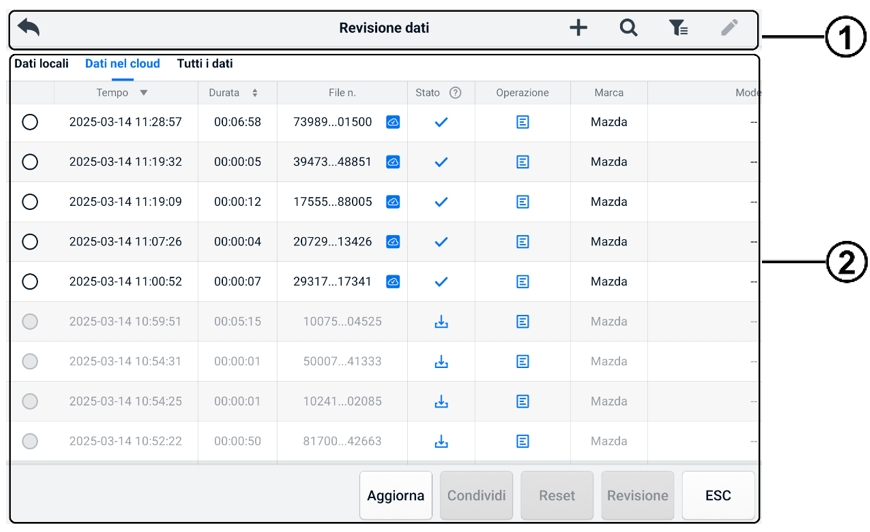 Revisione dati
1
Dati locali Dati nel cloud Tutti i dati
Tempo Durata File n. Stato Operazione Marca Mode
2025-03-14 11:28:57 00:06:58 73989...01500 Mazda --
2025-03-14 11:19:32 00:00:05 39473...48851 Mazda --
2025-03-14 11:19:09 00:00:12 17555...88005 Mazda --
2025-03-14 11:07:26 00:00:04 20729...13426 Mazda --
2
2025-03-14 11:00:52 00:00:07 29317...17341 Mazda --
2025-03-14 10:59:51 00:05:15 10075...04525 Mazda --
2025-03-14 10:54:31 00:00:01 50007...41333 Mazda --
2025-03-14 10:54:25 00:00:01 10241...02085 Mazda --
2025-03-14 10:52:22 00:00:50 81700...42663 Mazda --
Aggiorna Condividi Reset Revisione ESC